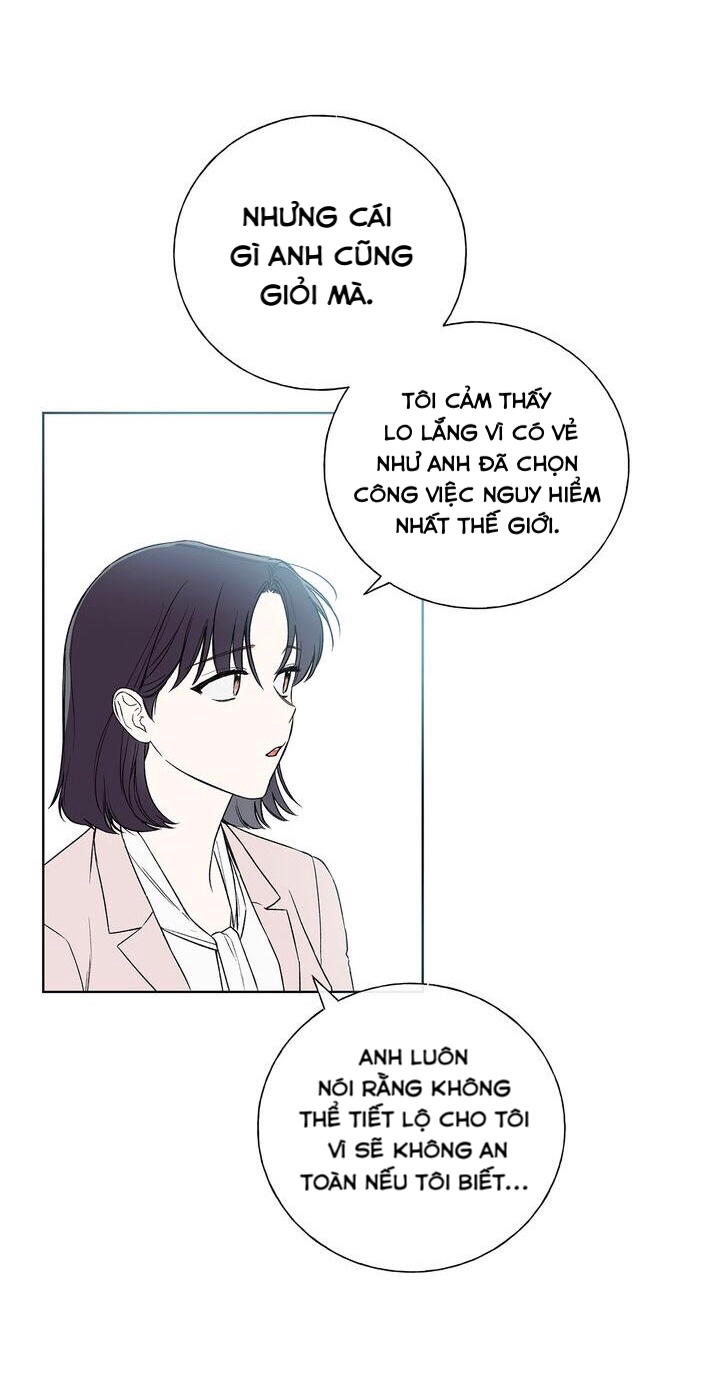 NHƯNG CÁI
GÌ ANH CŨNG
GIỎI MÀ.
TÔI CẢM THẤY
LO LẮNG VÌ CÓ VẺ
NHƯ ANH ĐÃ CHỌN
CÔNG VIỆC NGUY HIỂM
NHẤT THẾ GIỚI.
ANH LUÔN
NÓI RẰNG KHÔNG
THỂ TIẾT LỘ CHO TÔI
VÌ SẼ KHÔNG AN
TOÀN NẾU TÔI BIẾT...